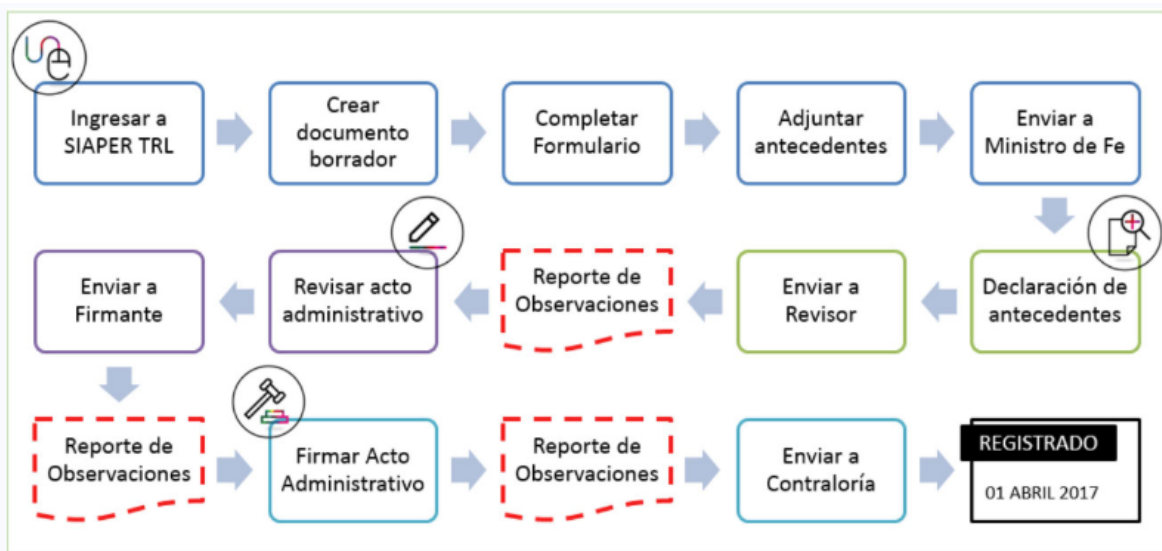 Ingresar a
SIAPER TRL
Crear
documento
borrador
Completar
Formulario
Adjuntar
antecedentes
Enviar a
Ministro de Fe
Declaración de
antecedentes
Enviar a
Revisor
Reporte de
Observaciones
Revisar acto
administrativo
Enviar a
Firmante
Reporte de
Observaciones
Firmar Acto
Administrativo
Reporte de
Observaciones
Enviar a
Contraloría
REGISTRADO
01 ABRIL 2017